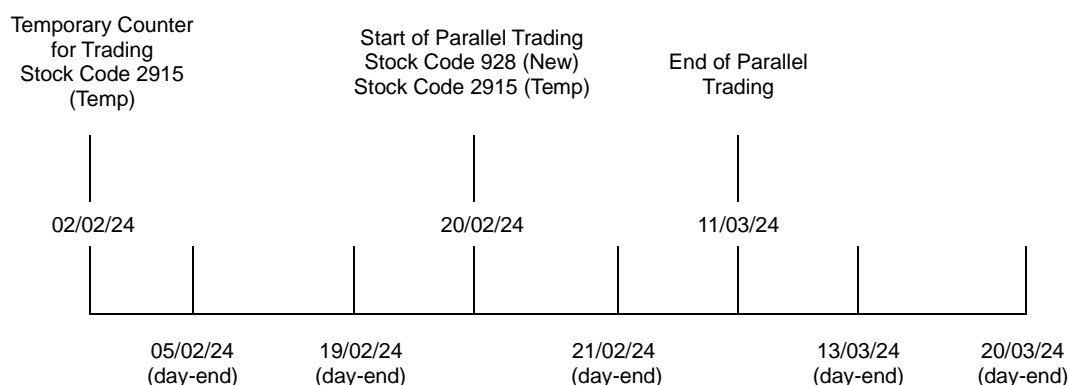 Temporary Counter
for Trading
Stock Code 2915
(Temp)
Start of Parallel Trading
Stock Code 928 (New)
Stock Code 2915 (Temp)
End of Parallel
Trading
02/02/24
20/02/24
11/03/24
05/02/24
(day-end)
19/02/24
(day-end)
21/02/24
(day-end)
13/03/24
(day-end)
20/03/24
(day-end)